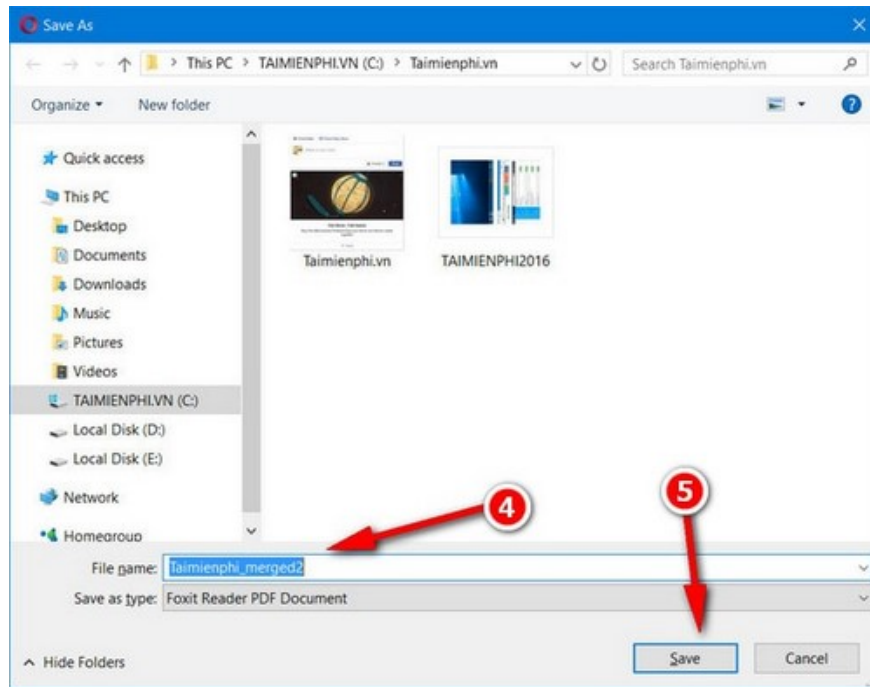 Save As
This PC > TAIMIENPHI.VN (C:) > Taimienphi.vn
Search Taimienphi.vn
Organize
New folder
Quick access
This PC
Desktop
Documents
Downloads
Music
Pictures
Videos
TAIMIENPHI.VN (C:)
Local Disk (D:)
Local Disk (E:)
Network
Homegroup
Taimienphi.vn
TAIMIENPHI2016
4
5
File name: Taimienphi_merged2
Save as type: Foxit Reader PDF Document
Hide Folders
Save
Cancel